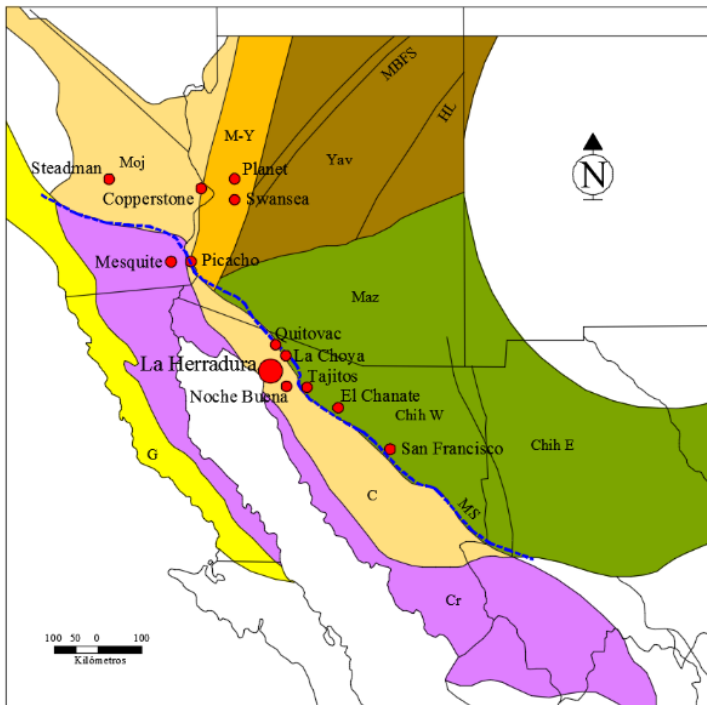 MBFS
HL
M-Y
Yav
Steadman
Moj
Planet
Copperstone
Swansea
N
Mesquite
Picacho
Maz
Quitovac
La Choya
La Herradura
Tajitos
Noche Buena
El Chanate
Chih W
San Francisco
Chih E
G
C
MS
Cr
100 50 0 100
Kilómetros